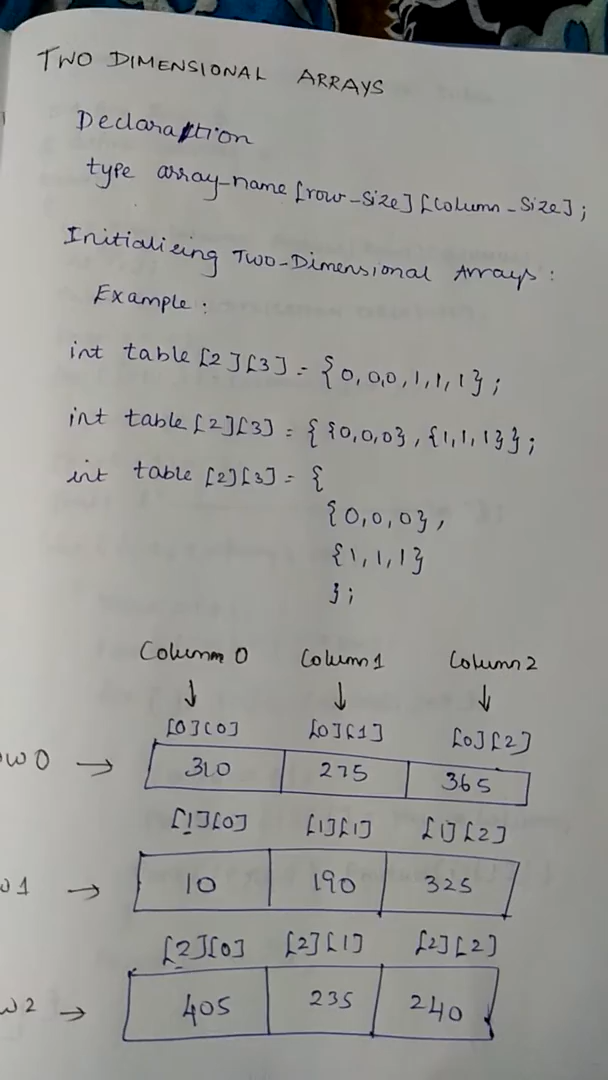 TWO DIMENSIONAL ARRAYS
Declaration
type array-name [row-size] [column-size];
Initializing Two-Dimensional Arrays :
Example :
int table [2][3] = {0,0,0,1,1,1};
int table [2][3] = { {0,0,0}, {1,1,1}};
int table [2][3] = {
{0,0,0},
{1,1,1}
};
Column 0 Column 1 Column 2
↓ ↓ ↓
[0][0] [0][1] [0][2]
ow 0 → 310 275 365
[1][0] [1][1] [1][2]
1 → 10 190 325
[2][0] [2][1] [2][2]
w 2 → 405 235 240